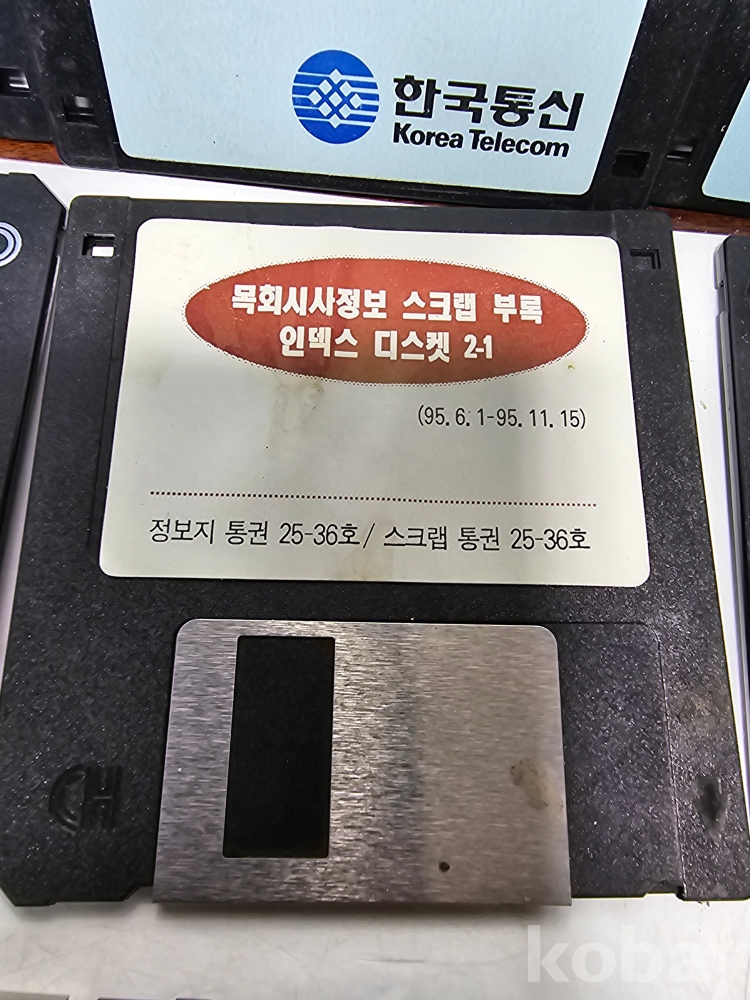 한국통신
Korea Telecom
목회시사정보 스크랩 부록
인덱스 디스켓 2-1
(95.6.1-95.11.15)
정보지 통권 25-36호/ 스크랩 통권 25-36호